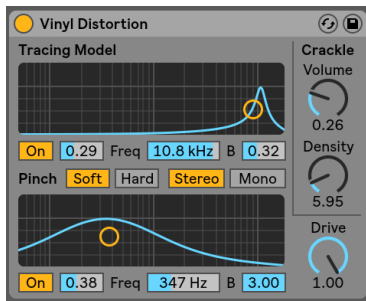 Vinyl Distortion
Tracing Model
On 0.29 Freq 10.8 kHz B 0.32
Pinch Soft Hard Stereo Mono
On 0.38 Freq 347 Hz B 3.00
Crackle
Volume
0.26
Density
5.95
Drive
1.00